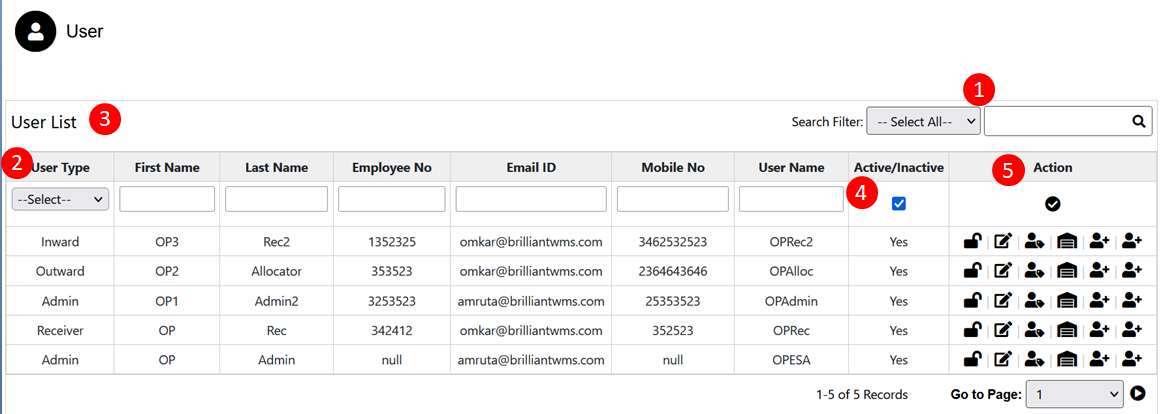 User
1
User List 3 Search Filter: -- Select All--
2 User Type First Name Last Name Employee No Email ID Mobile No User Name Active/Inactive 5 Action
--Select-- 4
Inward OP3 Rec2 1352325 omkar@brilliantwms.com 3462532523 OPRec2 Yes
Outward OP2 Allocator 353523 omkar@brilliantwms.com 2364643646 OPAlloc Yes
Admin OP1 Admin2 3253523 amruta@brilliantwms.com 25353523 OPAdmin Yes
Receiver OP Rec 342412 omkar@brilliantwms.com 352523 OPRec Yes
Admin OP Admin null amruta@brilliantwms.com null OPESA Yes
1-5 of 5 Records Go to Page: 1